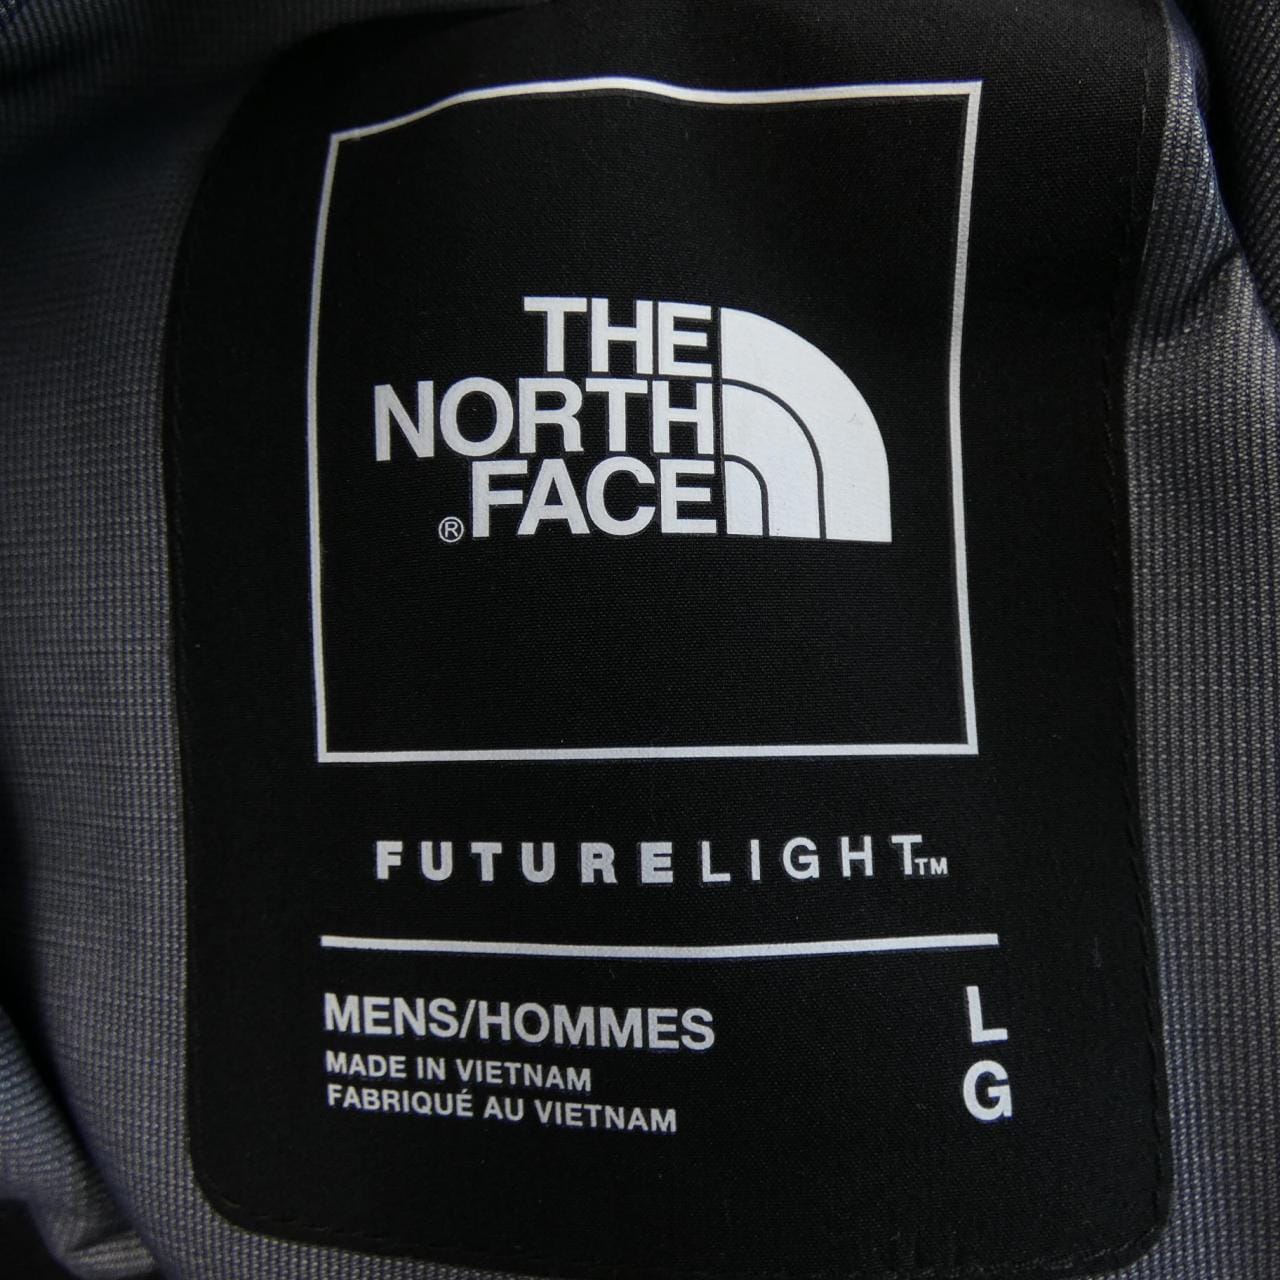 THE
NORTH
® FACE
FUTURELIGHT™
MENS/HOMMES L
MADE IN VIETNAM G
FABRIQUÉ AU VIETNAM